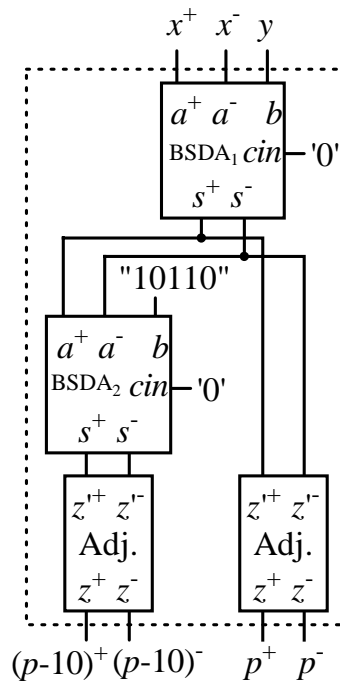 x⁺ x⁻ y
a⁺ a⁻ b
BSDA₁ cin '0'
s⁺ s⁻
"10110"
a⁺ a⁻ b
BSDA₂ cin '0'
s⁺ s⁻
z'⁺ z'⁻ z'⁺ z'⁻
Adj. Adj.
z⁺ z⁻ z⁺ z⁻
(p-10)⁺ (p-10)⁻ p⁺ p⁻